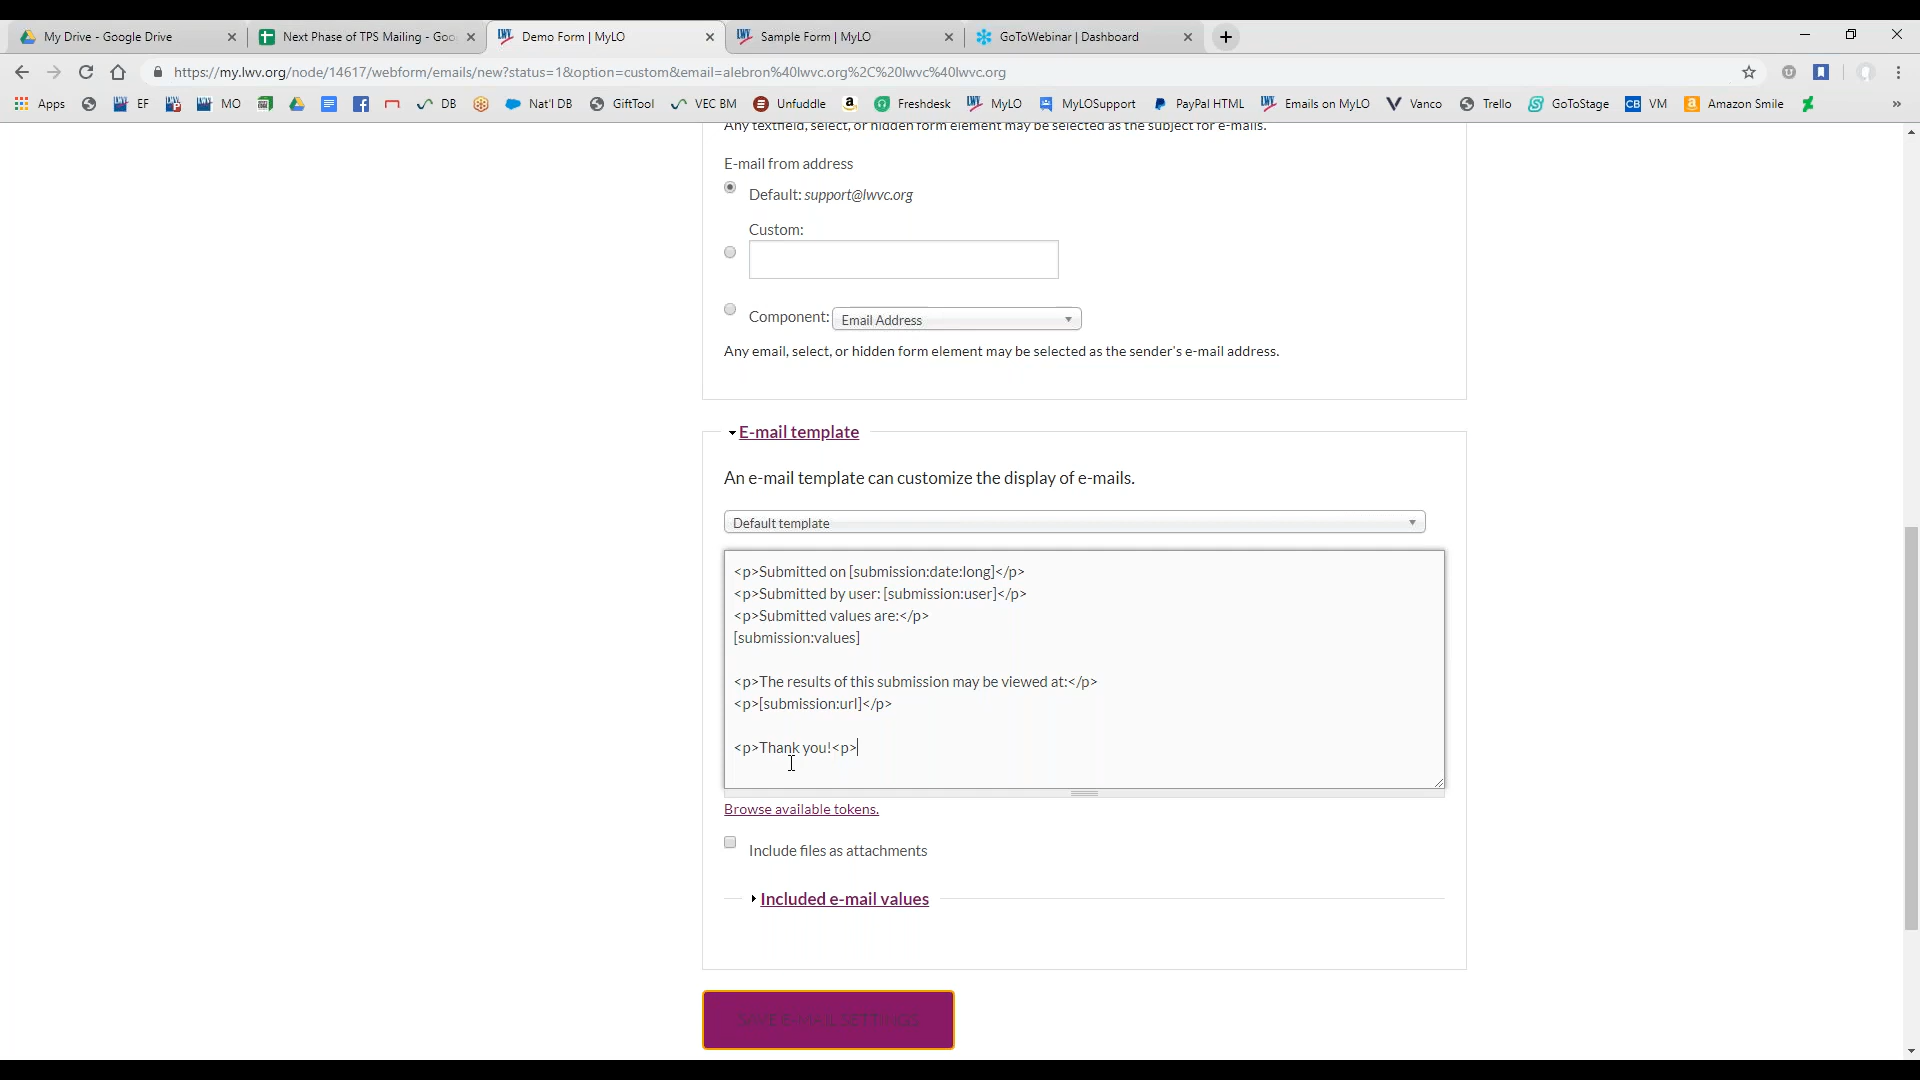 My Drive - Google Drive
Next Phase of TPS Mailing - Goo
Demo Form | MyLO
Sample Form | MyLO
GoToWebinar | Dashboard
https://my.lwv.org/node/14617/webform/emails/new?status=1&option=custom&email=alebron%40lwvc.org%2C%20lwvc%40lwvc.org
Apps EF MO DB Nat'l DB GiftTool VEC BM Unfuddle Freshdesk MyLO MyLOSupport PayPal HTML Emails on MyLO Vanco Trello GoToStage CB VM Amazon Smile »
Any textfield, select, or hidden form element may be selected as the subject for e-mails.
E-mail from address
Default: support@lwvc.org
Custom:
Component: Email Address
Any email, select, or hidden form element may be selected as the sender's e-mail address.
E-mail template
An e-mail template can customize the display of e-mails.
Default template
<p>Submitted on [submission:date:long]</p>
<p>Submitted by user: [submission:user]</p>
<p>Submitted values are:</p>
[submission:values]
<p>The results of this submission may be viewed at:</p>
<p>[submission:url]</p>
<p>Thank you!<p>
Browse available tokens.
Include files as attachments
Included e-mail values
SAVE E-MAIL SETTINGS